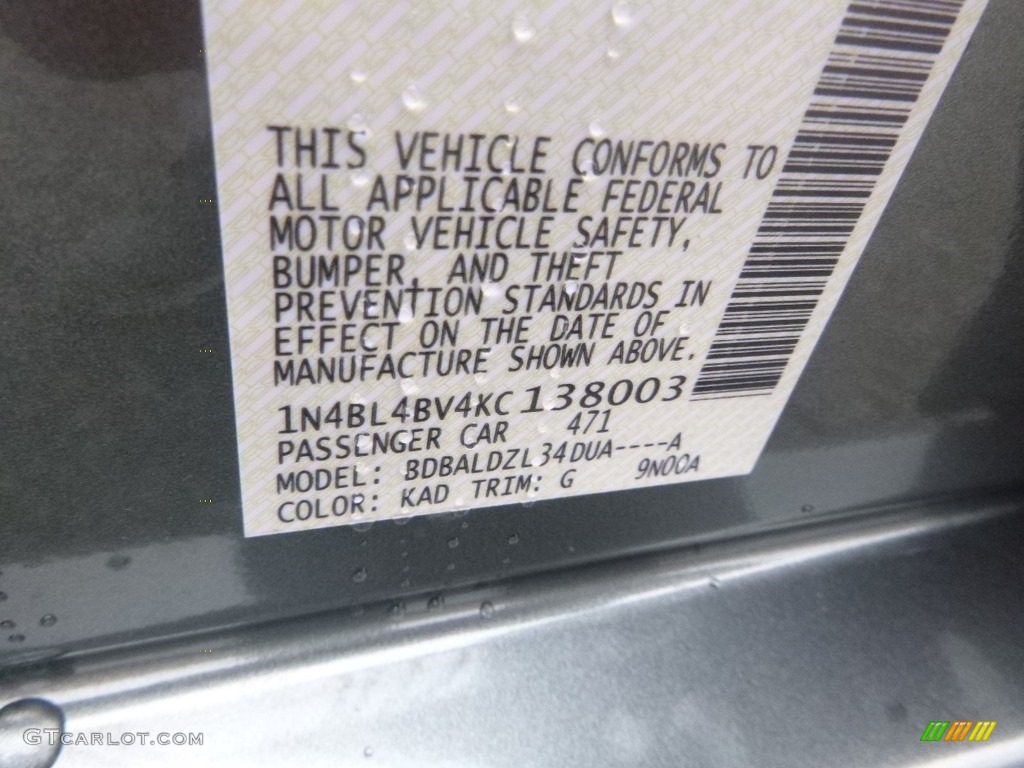 THIS VEHICLE CONFORMS TO
ALL APPLICABLE FEDERAL
MOTOR VEHICLE SAFETY,
BUMPER, AND THEFT
PREVENTION STANDARDS IN
EFFECT ON THE DATE OF
MANUFACTURE SHOWN ABOVE.
1N4BL4BV4KC138003
PASSENGER CAR 471
MODEL: BDBALDZL34DUA----A
COLOR: KAD TRIM: G 9N00A
GTCARLOT.COM